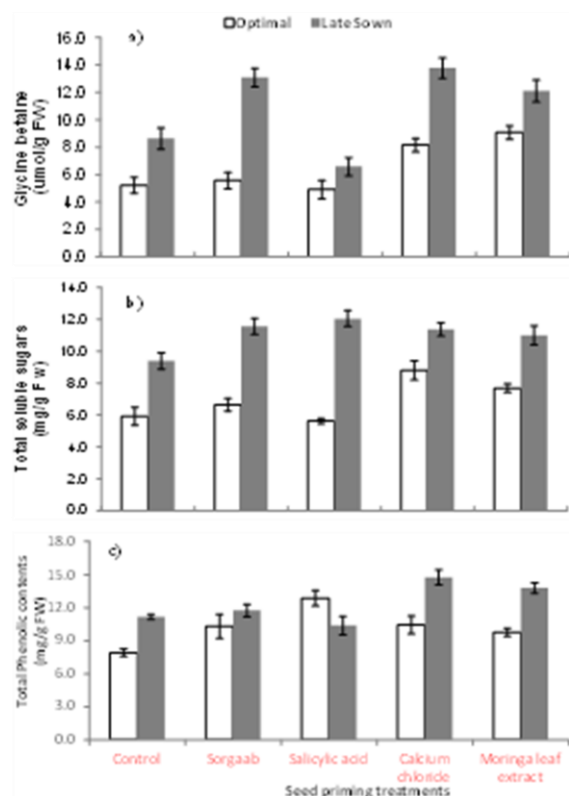 Optimal Late Sown
a)
Glycine betaine
(umol/g FW)
16.0
14.0
12.0
10.0
8.0
6.0
4.0
2.0
0.0
b)
Total soluble sugars
(mg/g Fw)
14.0
12.0
10.0
8.0
6.0
4.0
2.0
0.0
c)
Total Phenolic contents
(mg/g FW)
18.0
15.0
12.0
9.0
6.0
3.0
0.0
Control Sorgaab Salicylic acid Calcium chloride Moringa leaf extract
Seed priming treatments